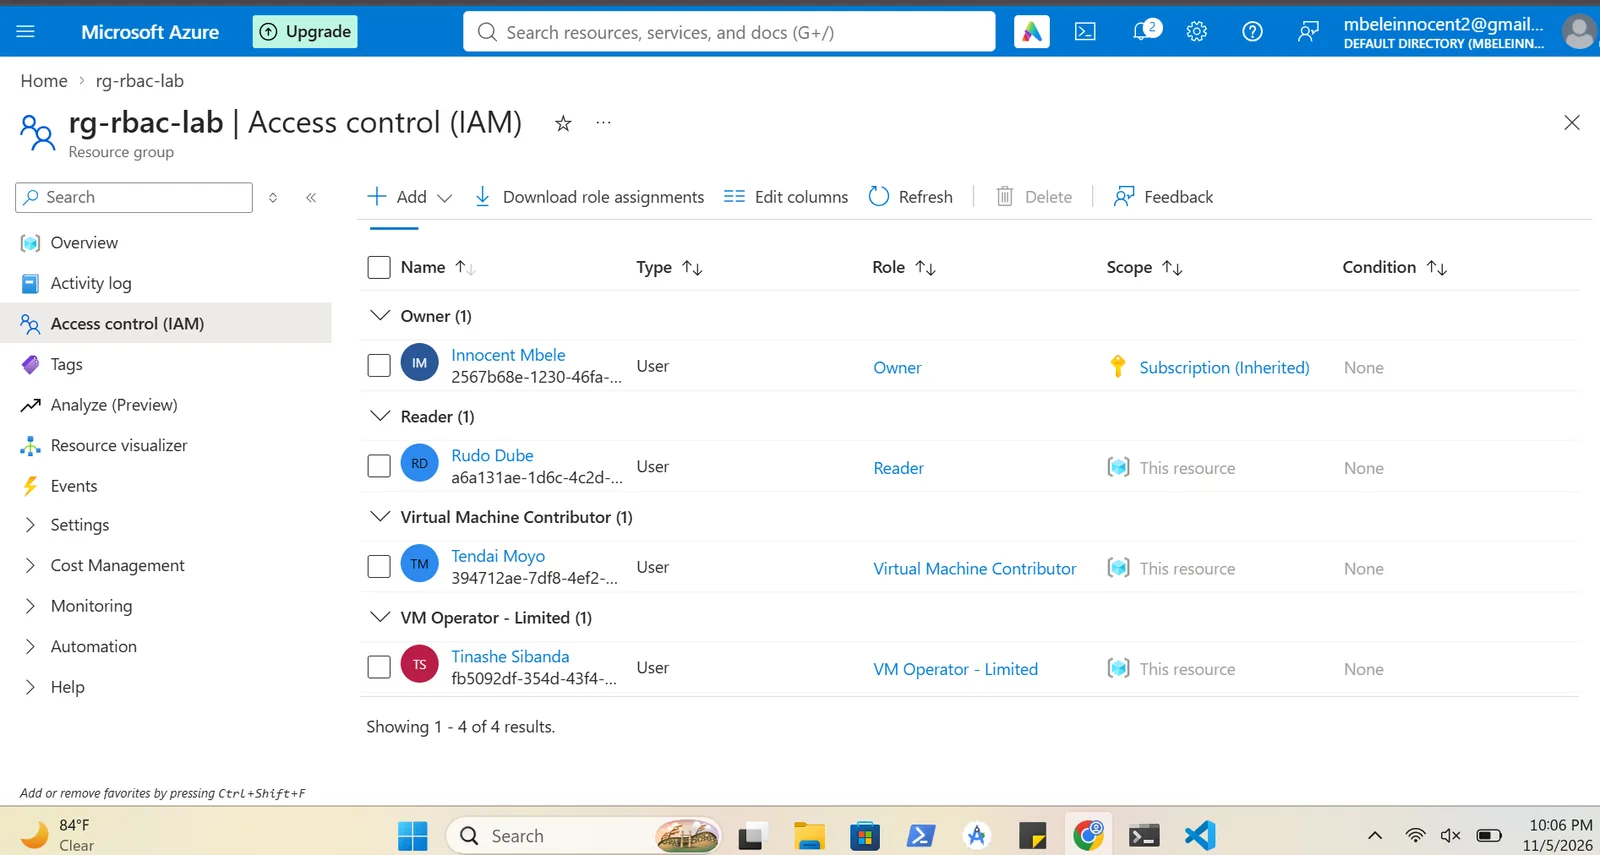 Microsoft Azure
Upgrade
Search resources, services, and docs (G+/)
2
mbeleinnocent2@gmail...
DEFAULT DIRECTORY (MBELEINN...
Home > rg-rbac-lab
rg-rbac-lab | Access control (IAM)
Resource group
Search
Add
Download role assignments
Edit columns
Refresh
Delete
Feedback
Overview
Activity log
Access control (IAM)
Tags
Analyze (Preview)
Resource visualizer
Events
Settings
Cost Management
Monitoring
Automation
Help
Name Type Role Scope Condition
Owner (1)
IM Innocent Mbele User Owner Subscription (Inherited) None
2567b68e-1230-46fa-...
Reader (1)
RD Rudo Dube User Reader This resource None
a6a131ae-1d6c-4c2d-...
Virtual Machine Contributor (1)
TM Tendai Moyo User Virtual Machine Contributor This resource None
394712ae-7df8-4ef2-...
VM Operator - Limited (1)
TS Tinashe Sibanda User VM Operator - Limited This resource None
fb5092df-354d-43f4-...
Showing 1 - 4 of 4 results.
Add or remove favorites by pressing Ctrl+Shift+F
84°F
Clear
Search
10:06 PM
11/5/2026